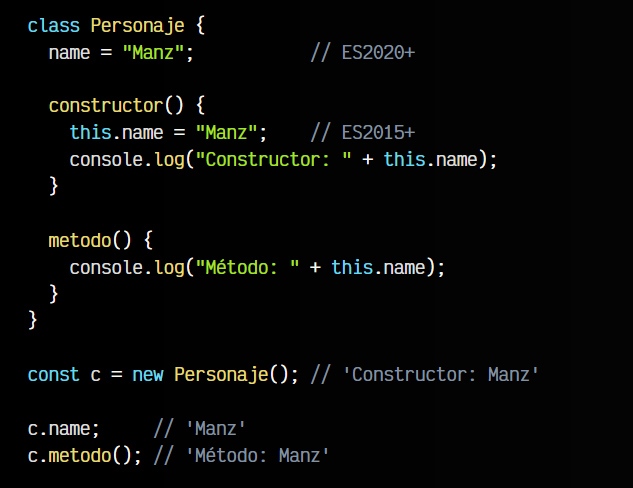 class Personaje {
  name = "Manz";           // ES2020+
  constructor() {
    this.name = "Manz";    // ES2015+
    console.log("Constructor: " + this.name);
  }
  metodo() {
    console.log("Método: " + this.name);
  }
}
const c = new Personaje(); // 'Constructor: Manz'
c.name;     // 'Manz'
c.metodo(); // 'Método: Manz'